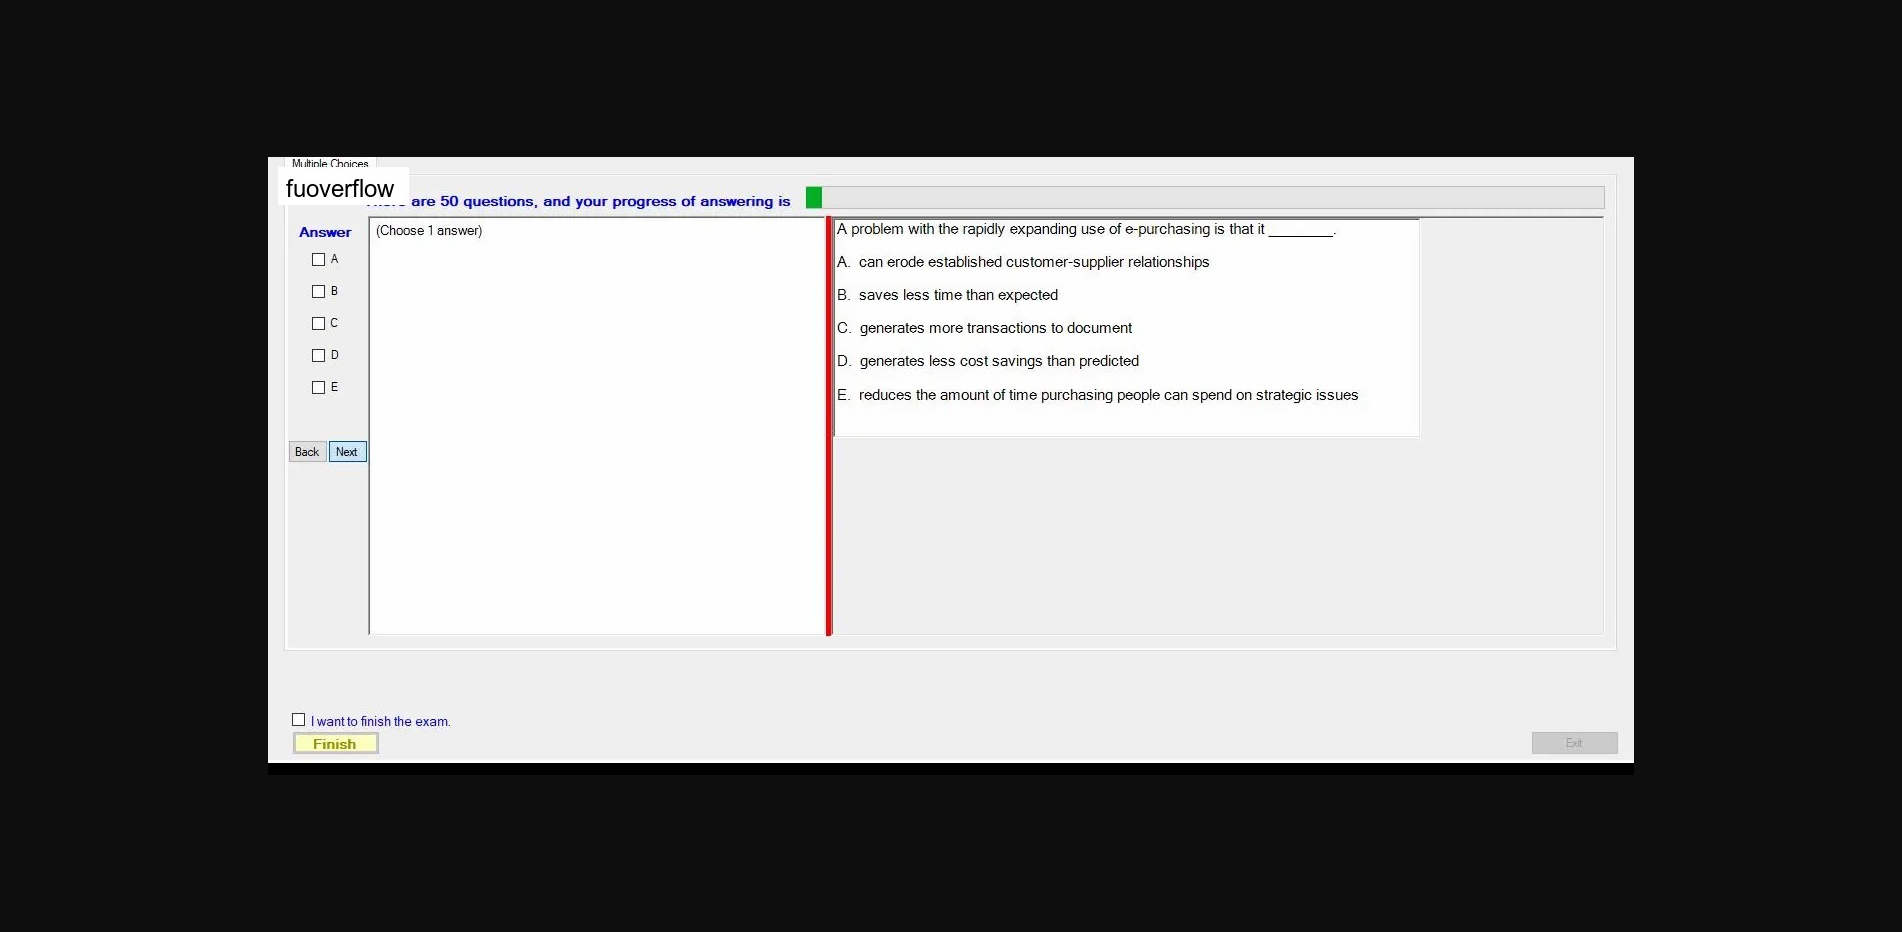 Multiple Choices
fuoverflow
are 50 questions, and your progress of answering is
Answer
(Choose 1 answer)
A
B
C
D
E
Back
Next
A problem with the rapidly expanding use of e-purchasing is that it ________.
A. can erode established customer-supplier relationships
B. saves less time than expected
C. generates more transactions to document
D. generates less cost savings than predicted
E. reduces the amount of time purchasing people can spend on strategic issues
I want to finish the exam.
Finish
Exit